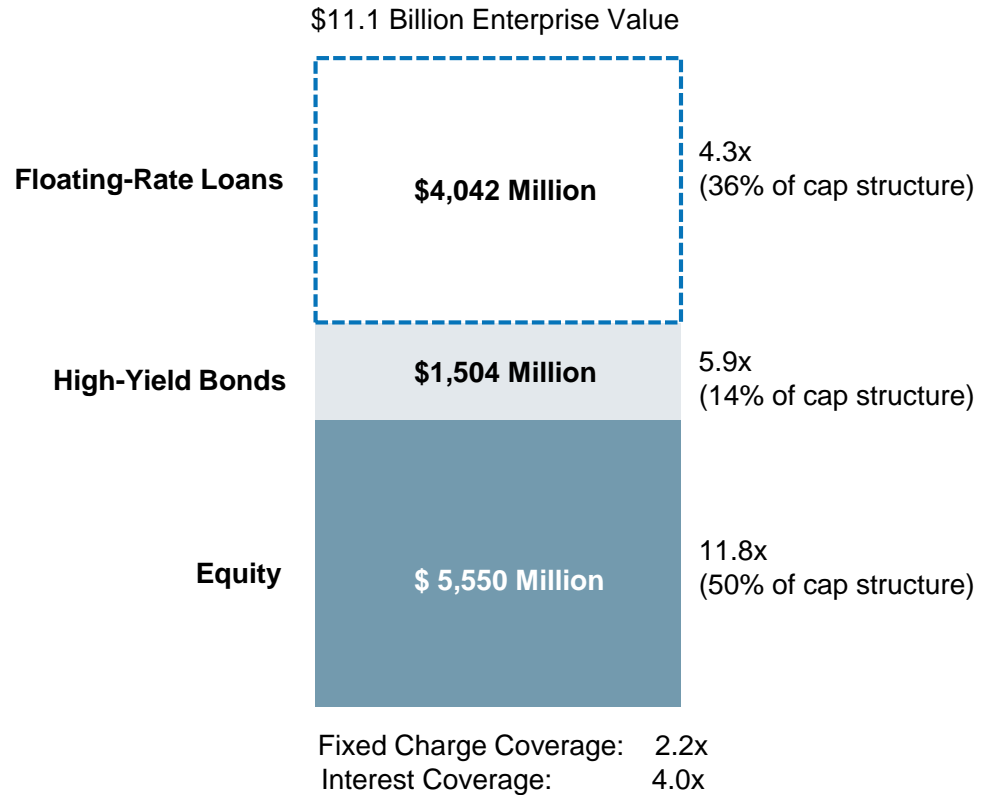 $11.1 Billion Enterprise Value
Floating-Rate Loans
$4,042 Million
4.3x
(36% of cap structure)
High-Yield Bonds
$1,504 Million
5.9x
(14% of cap structure)
Equity
$ 5,550 Million
11.8x
(50% of cap structure)
Fixed Charge Coverage: 2.2x
Interest Coverage: 4.0x